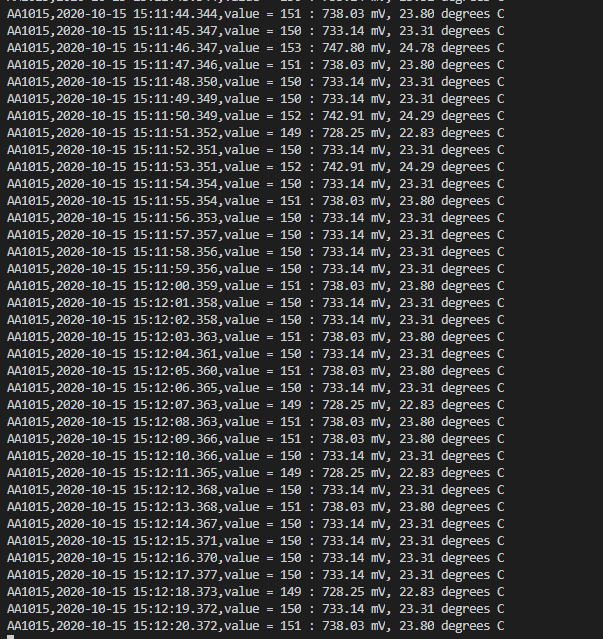 AA1015,2020-10-15 15:11:44.344,value = 151 : 738.03 mV, 23.80 degrees C
AA1015,2020-10-15 15:11:45.347,value = 150 : 733.14 mV, 23.31 degrees C
AA1015,2020-10-15 15:11:46.347,value = 153 : 747.80 mV, 24.78 degrees C
AA1015,2020-10-15 15:11:47.346,value = 151 : 738.03 mV, 23.80 degrees C
AA1015,2020-10-15 15:11:48.350,value = 150 : 733.14 mV, 23.31 degrees C
AA1015,2020-10-15 15:11:49.349,value = 150 : 733.14 mV, 23.31 degrees C
AA1015,2020-10-15 15:11:50.349,value = 152 : 742.91 mV, 24.29 degrees C
AA1015,2020-10-15 15:11:51.352,value = 149 : 728.25 mV, 22.83 degrees C
AA1015,2020-10-15 15:11:52.351,value = 150 : 733.14 mV, 23.31 degrees C
AA1015,2020-10-15 15:11:53.351,value = 152 : 742.91 mV, 24.29 degrees C
AA1015,2020-10-15 15:11:54.354,value = 150 : 733.14 mV, 23.31 degrees C
AA1015,2020-10-15 15:11:55.354,value = 151 : 738.03 mV, 23.80 degrees C
AA1015,2020-10-15 15:11:56.353,value = 150 : 733.14 mV, 23.31 degrees C
AA1015,2020-10-15 15:11:57.357,value = 150 : 733.14 mV, 23.31 degrees C
AA1015,2020-10-15 15:11:58.356,value = 150 : 733.14 mV, 23.31 degrees C
AA1015,2020-10-15 15:11:59.356,value = 150 : 733.14 mV, 23.31 degrees C
AA1015,2020-10-15 15:12:00.359,value = 151 : 738.03 mV, 23.80 degrees C
AA1015,2020-10-15 15:12:01.358,value = 150 : 733.14 mV, 23.31 degrees C
AA1015,2020-10-15 15:12:02.358,value = 150 : 733.14 mV, 23.31 degrees C
AA1015,2020-10-15 15:12:03.363,value = 151 : 738.03 mV, 23.80 degrees C
AA1015,2020-10-15 15:12:04.361,value = 150 : 733.14 mV, 23.31 degrees C
AA1015,2020-10-15 15:12:05.360,value = 151 : 738.03 mV, 23.80 degrees C
AA1015,2020-10-15 15:12:06.365,value = 150 : 733.14 mV, 23.31 degrees C
AA1015,2020-10-15 15:12:07.363,value = 149 : 728.25 mV, 22.83 degrees C
AA1015,2020-10-15 15:12:08.363,value = 151 : 738.03 mV, 23.80 degrees C
AA1015,2020-10-15 15:12:09.366,value = 151 : 738.03 mV, 23.80 degrees C
AA1015,2020-10-15 15:12:10.366,value = 150 : 733.14 mV, 23.31 degrees C
AA1015,2020-10-15 15:12:11.365,value = 149 : 728.25 mV, 22.83 degrees C
AA1015,2020-10-15 15:12:12.368,value = 150 : 733.14 mV, 23.31 degrees C
AA1015,2020-10-15 15:12:13.368,value = 151 : 738.03 mV, 23.80 degrees C
AA1015,2020-10-15 15:12:14.367,value = 150 : 733.14 mV, 23.31 degrees C
AA1015,2020-10-15 15:12:15.371,value = 150 : 733.14 mV, 23.31 degrees C
AA1015,2020-10-15 15:12:16.370,value = 150 : 733.14 mV, 23.31 degrees C
AA1015,2020-10-15 15:12:17.377,value = 150 : 733.14 mV, 23.31 degrees C
AA1015,2020-10-15 15:12:18.373,value = 149 : 728.25 mV, 22.83 degrees C
AA1015,2020-10-15 15:12:19.372,value = 150 : 733.14 mV, 23.31 degrees C
AA1015,2020-10-15 15:12:20.372,value = 151 : 738.03 mV, 23.80 degrees C